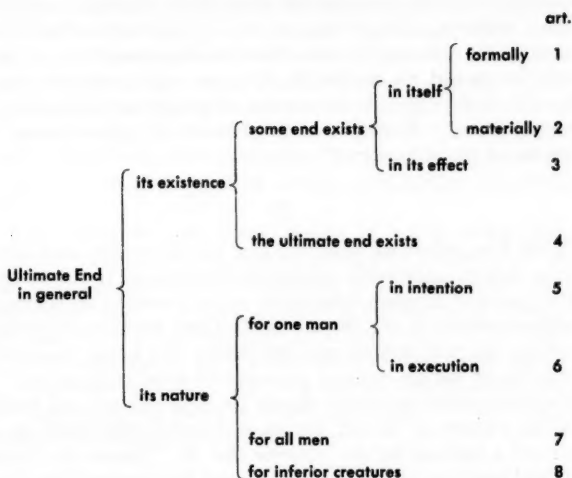 art.
formally 1
in itself
materially 2
some end exists
in its effect 3
its existence
the ultimate end exists 4
Ultimate End
in general
in intention 5
for one man
in execution 6
its nature
for all men 7
for inferior creatures 8